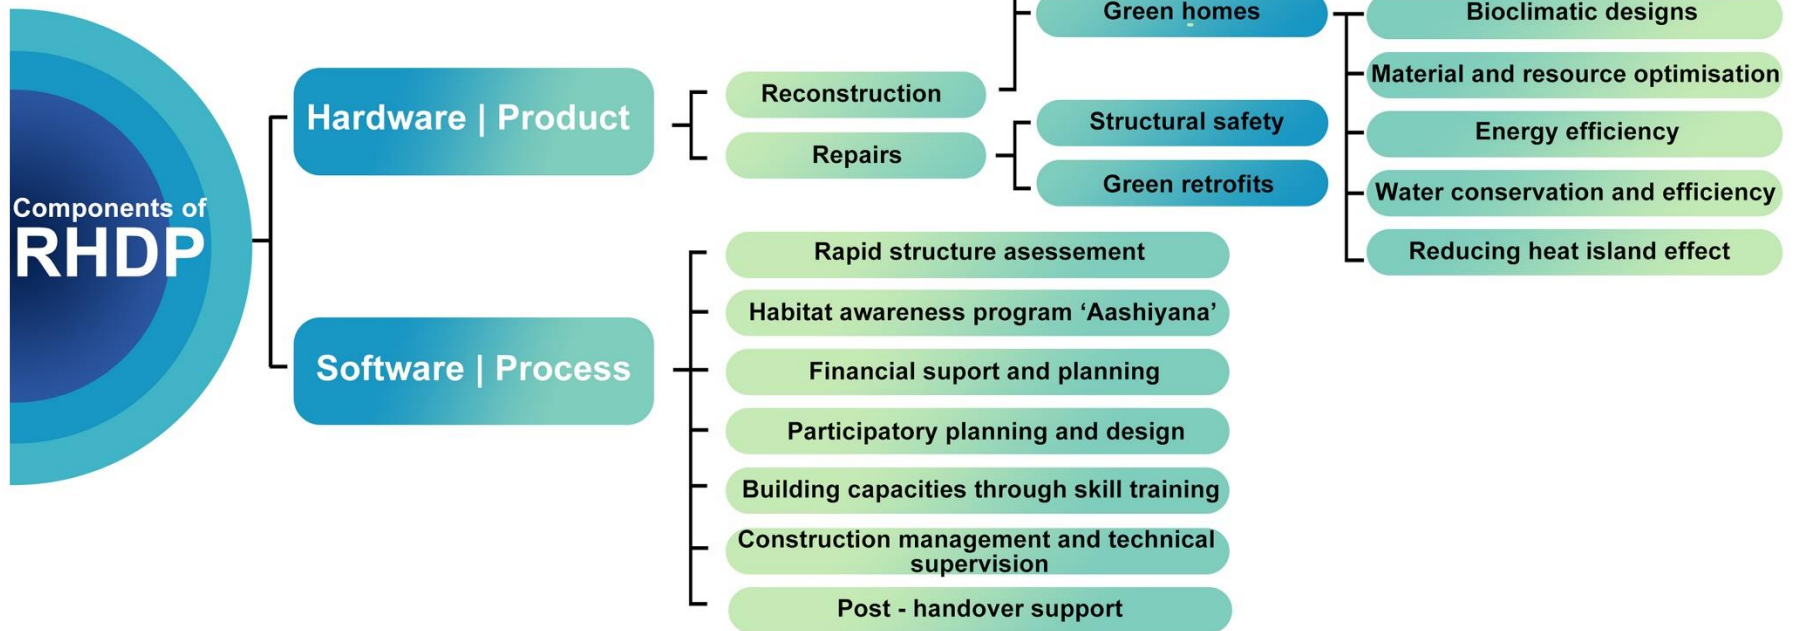 Components of
RHDP
Hardware | Product
Reconstruction
Repairs
Green homes
Structural safety
Green retrofits
Bioclimatic designs
Material and resource optimisation
Energy efficiency
Water conservation and efficiency
Reducing heat island effect
Software | Process
Rapid structure asessement
Habitat awareness program ‘Aashiyana’
Financial suport and planning
Participatory planning and design
Building capacities through skill training
Construction management and technical
supervision
Post - handover support